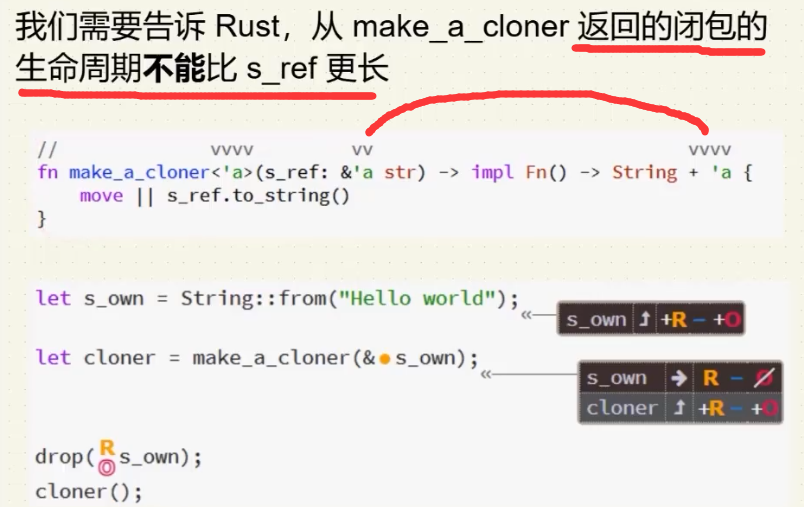 我们需要告诉 Rust，从 make_a_cloner 返回的闭包的
生命周期不能比 s_ref 更长
// vvvv vv vvvv
fn make_a_cloner<'a>(s_ref: &'a str) -> impl Fn() -> String + 'a {
move || s_ref.to_string()
}
let s_own = String::from("Hello world");
« s_own ↥ +R - +O
let cloner = make_a_cloner(&●s_own);
« s_own → R - O
cloner ↥ +R - +O
R
drop( s_own);
O
cloner();